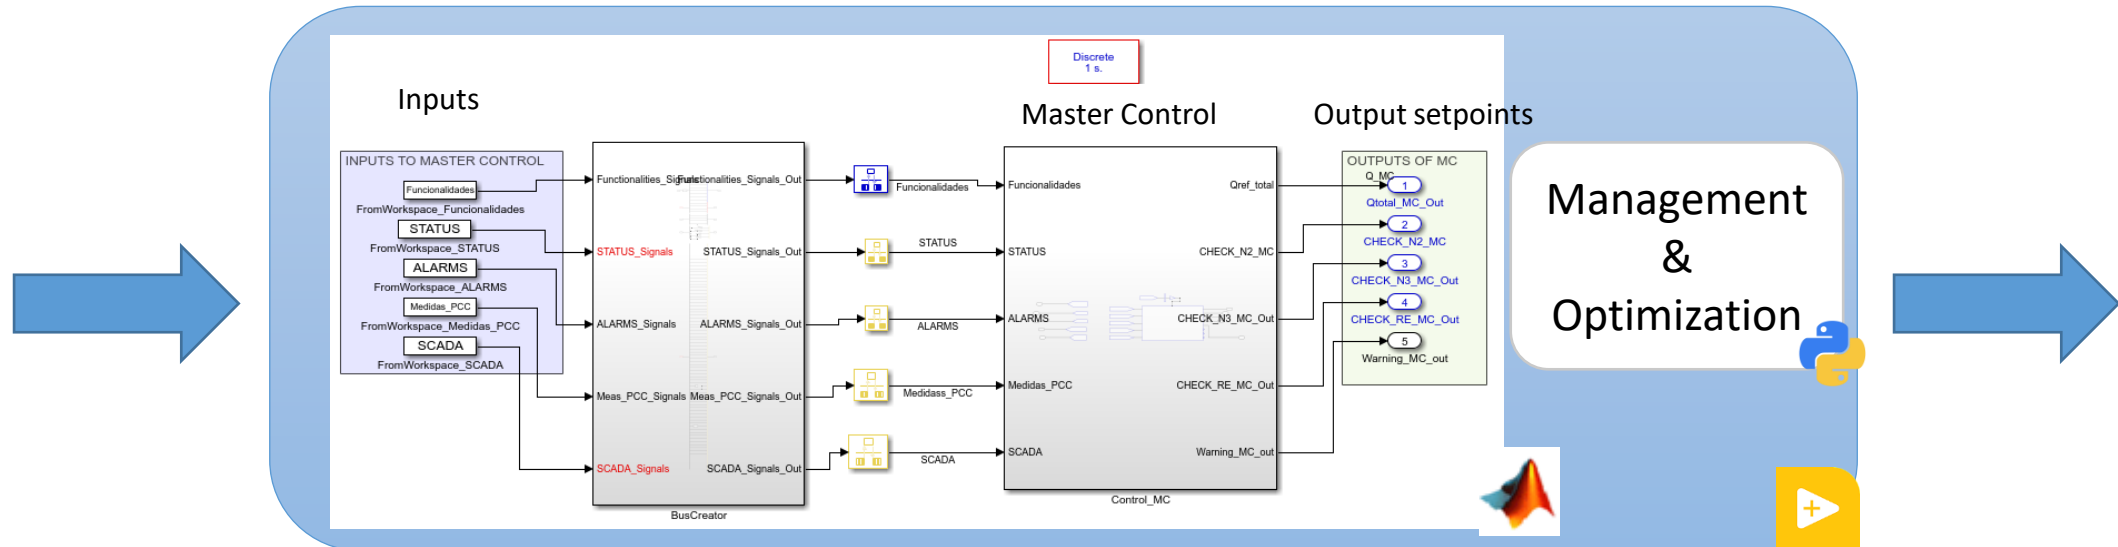 Discrete
1 s.
Inputs
Master Control
Output setpoints
INPUTS TO MASTER CONTROL
Funcionalidades
FromWorkspace_Funcionalidades
STATUS
FromWorkspace_STATUS
ALARMS
FromWorkspace_ALARMS
Medidas_PCC
FromWorkspace_Medidas_PCC
SCADA
FromWorkspace_SCADA
Functionalities_Signals
Functionalities_Signals_Out
STATUS_Signals
STATUS_Signals_Out
ALARMS_Signals
ALARMS_Signals_Out
Meas_PCC_Signals
Meas_PCC_Signals_Out
SCADA_Signals
SCADA_Signals_Out
BusCreator
Funcionalidades
STATUS
ALARMS
Medidass_PCC
SCADA
Funcionalidades
Qref_total
STATUS
CHECK_N2_MC
ALARMS
CHECK_N3_MC_Out
Medidas_PCC
CHECK_RE_MC_Out
SCADA
Warning_MC_out
Control_MC
OUTPUTS OF MC
Q_MC
1
Qtotal_MC_Out
2
CHECK_N2_MC
3
CHECK_N3_MC_Out
4
CHECK_RE_MC_Out
5
Warning_MC_out
Management
&
Optimization